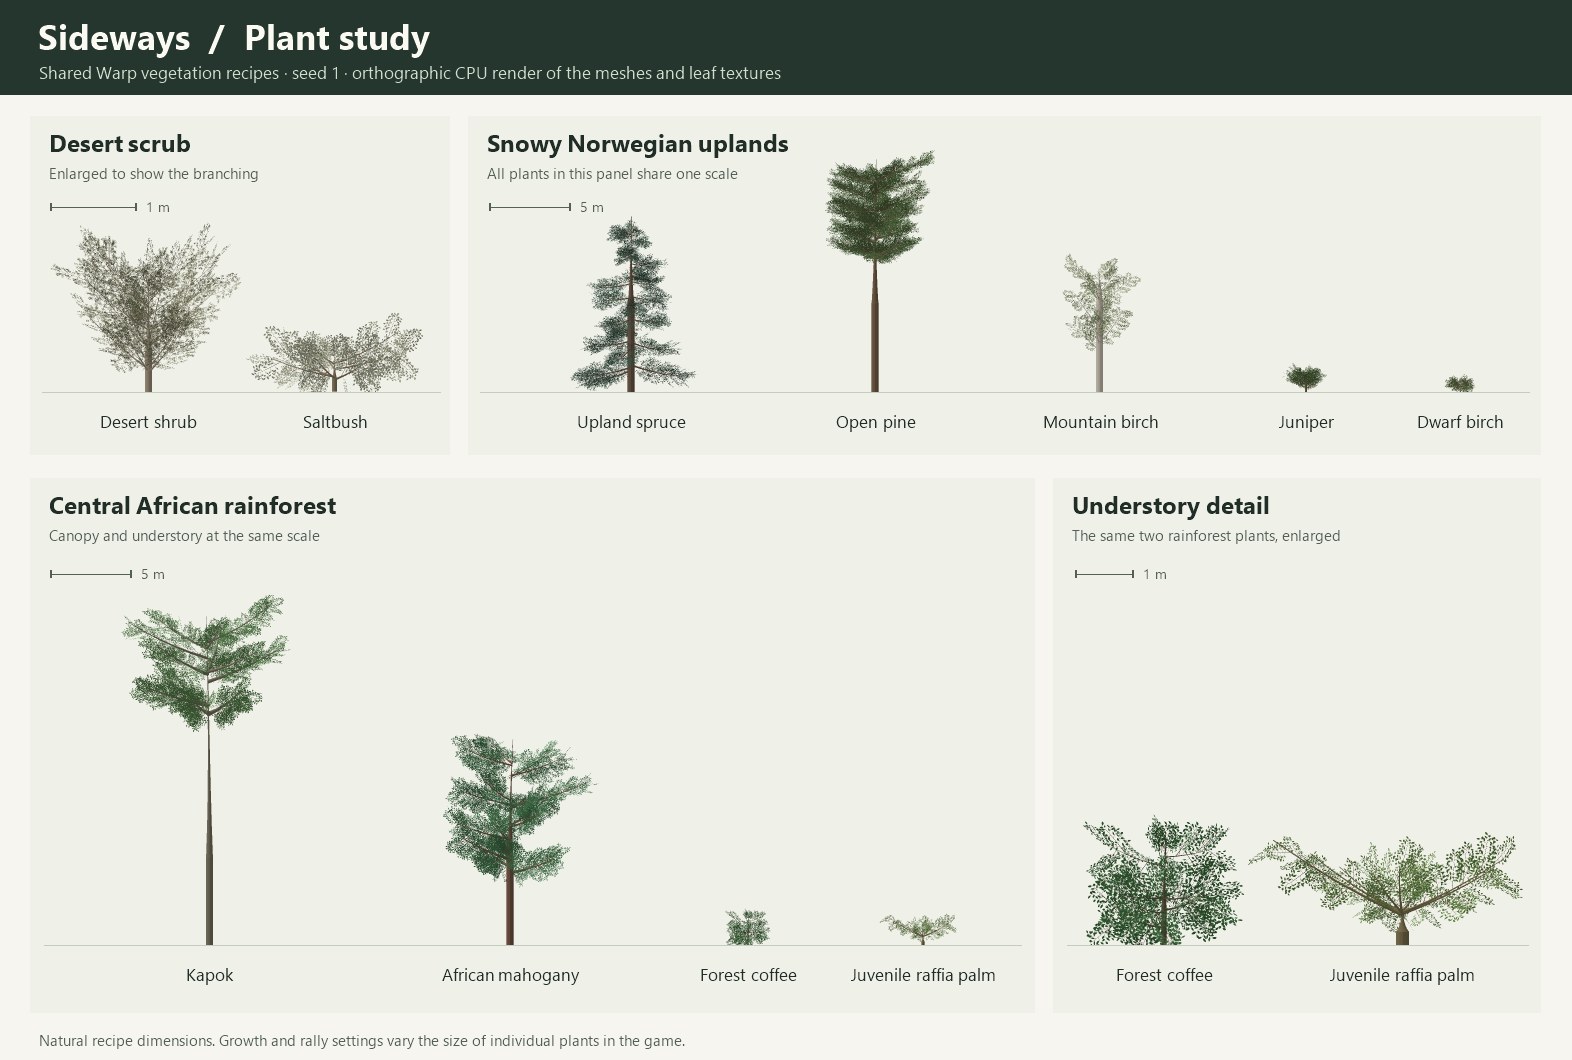 Sideways / Plant study
Shared Warp vegetation recipes · seed 1 · orthographic CPU render of the meshes and leaf textures
Desert scrub
Enlarged to show the branching
1 m
Desert shrub
Saltbush
Snowy Norwegian uplands
All plants in this panel share one scale
5 m
Upland spruce
Open pine
Mountain birch
Juniper
Dwarf birch
Central African rainforest
Canopy and understory at the same scale
5 m
Kapok
African mahogany
Forest coffee
Juvenile raffia palm
Understory detail
The same two rainforest plants, enlarged
1 m
Forest coffee
Juvenile raffia palm
Natural recipe dimensions. Growth and rally settings vary the size of individual plants in the game.